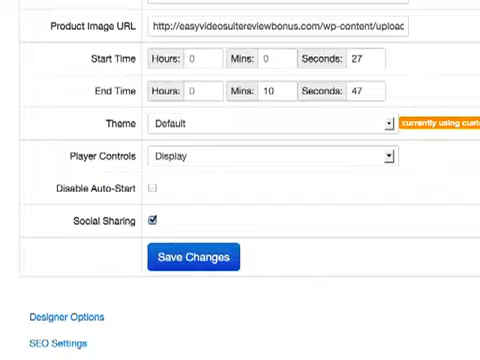 Product Image URL http://easyvideosuitereviewbonus.com/wp-content/uploac
Start Time Hours: 0 Mins: 0 Seconds: 27
End Time Hours: 0 Mins: 10 Seconds: 47
Theme Default currently using cust
Player Controls Display
Disable Auto-Start
Social Sharing
Save Changes
Designer Options
SEO Settings